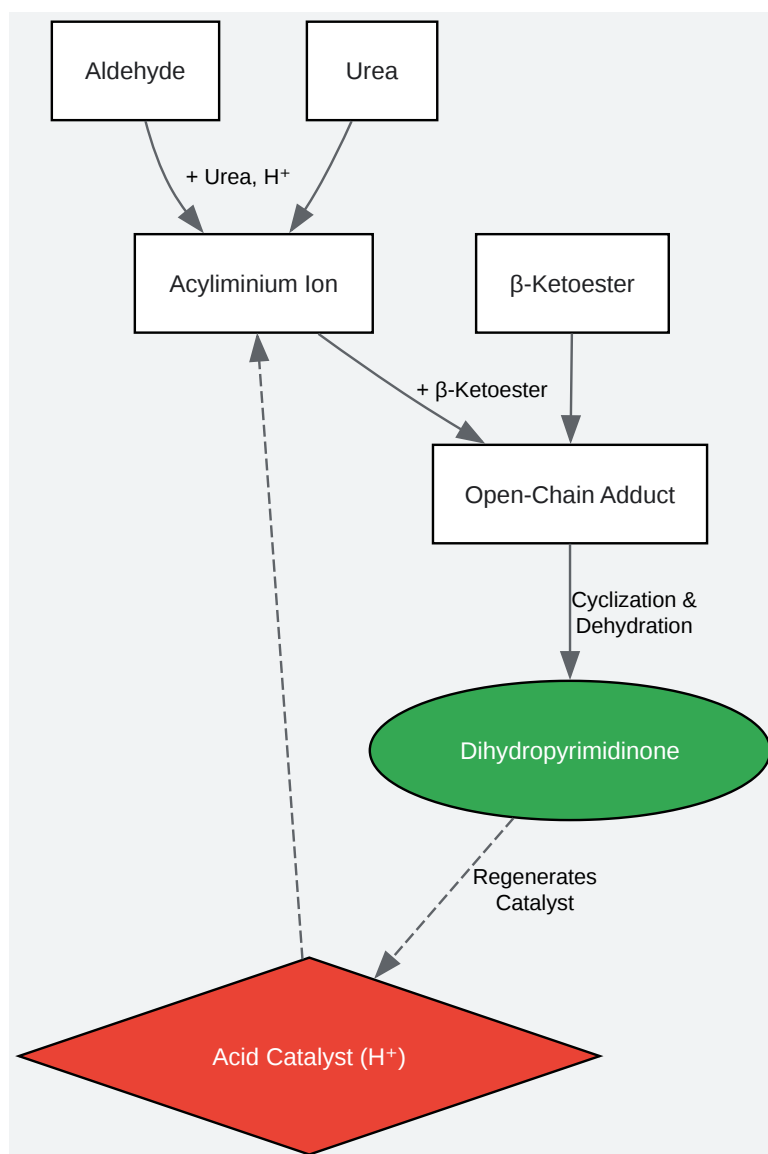 Aldehyde
Urea
+ Urea, H⁺
Acyliminium Ion
β-Ketoester
+ β-Ketoester
Open-Chain Adduct
Cyclization &
Dehydration
Dihydropyrimidinone
Regenerates
Catalyst
Acid Catalyst (H⁺)